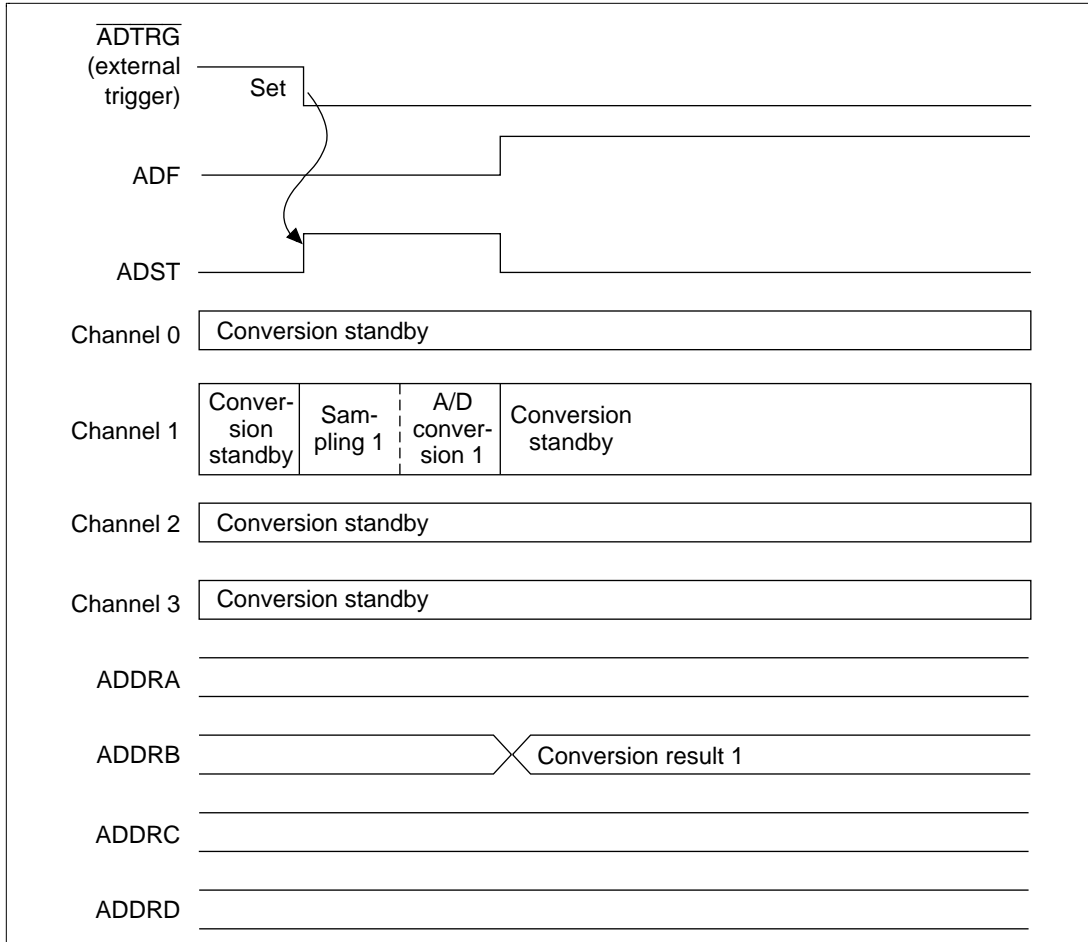 ADTRG
(external
trigger)
Set
ADF
ADST
Channel 0
Conversion standby
Channel 1
Conver-
sion
standby
Sam-
pling 1
A/D
conver-
sion 1
Conversion
standby
Channel 2
Conversion standby
Channel 3
Conversion standby
ADDRA
ADDRB
Conversion result 1
ADDRC
ADDRD